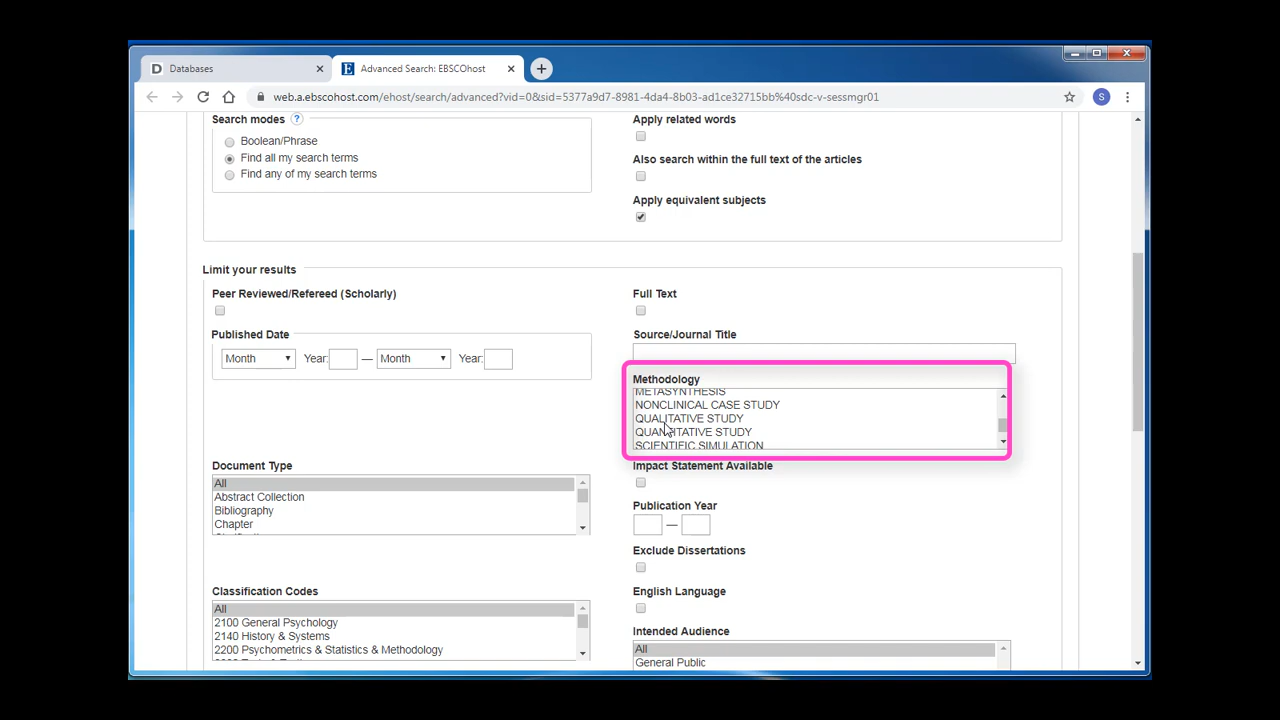 Databases
Advanced Search: EBSCOhost
web.a.ebscohost.com/ehost/search/advanced?vid=0&sid=5377a9d7-8981-4da4-8b03-ad1ce32715bb%40sdc-v-sessmgr01
S
Search modes ?
Boolean/Phrase
Find all my search terms
Find any of my search terms
Apply related words
Also search within the full text of the articles
Apply equivalent subjects
Limit your results
Peer Reviewed/Refereed (Scholarly)
Full Text
Published Date
Month Year: — Month Year:
Source/Journal Title
Methodology
METASYNTHESIS
NONCLINICAL CASE STUDY
QUALITATIVE STUDY
QUANTITATIVE STUDY
SCIENTIFIC SIMULATION
Document Type
All
Abstract Collection
Bibliography
Chapter
Impact Statement Available
Publication Year
—
Exclude Dissertations
English Language
Classification Codes
All
2100 General Psychology
2140 History & Systems
2200 Psychometrics & Statistics & Methodology
Intended Audience
All
General Public